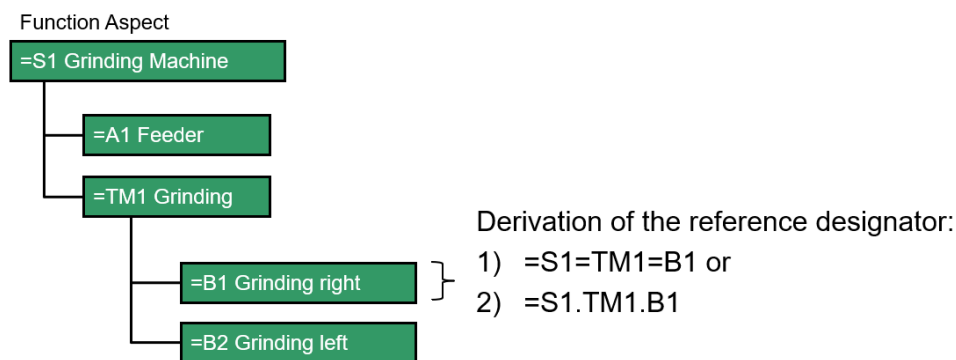 Function Aspect
=S1 Grinding Machine
=A1 Feeder
=TM1 Grinding
=B1 Grinding right
=B2 Grinding left
Derivation of the reference designator:
1) =S1=TM1=B1 or
2) =S1.TM1.B1